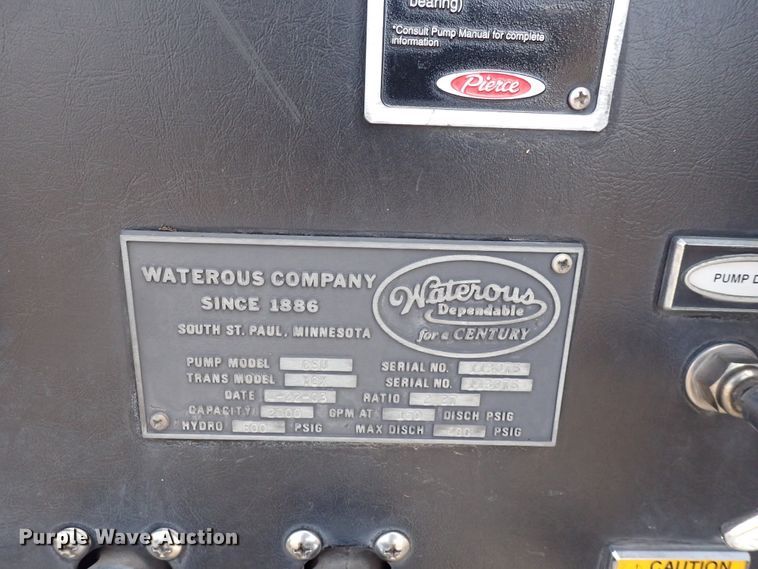 bearing)
*Consult Pump Manual for complete
information
Pierce
WATEROUS COMPANY
SINCE 1886
SOUTH ST. PAUL, MINNESOTA
Waterous
Dependable
for a CENTURY
PUMP MODEL SERIAL NO.
TRANS MODEL SERIAL NO.
DATE RATIO
CAPACITY GPM AT 150 DISCH PSIG
HYDRO 600 PSIG MAX DISCH PSIG
PUMP
CAUTION
Purple Wave Auction